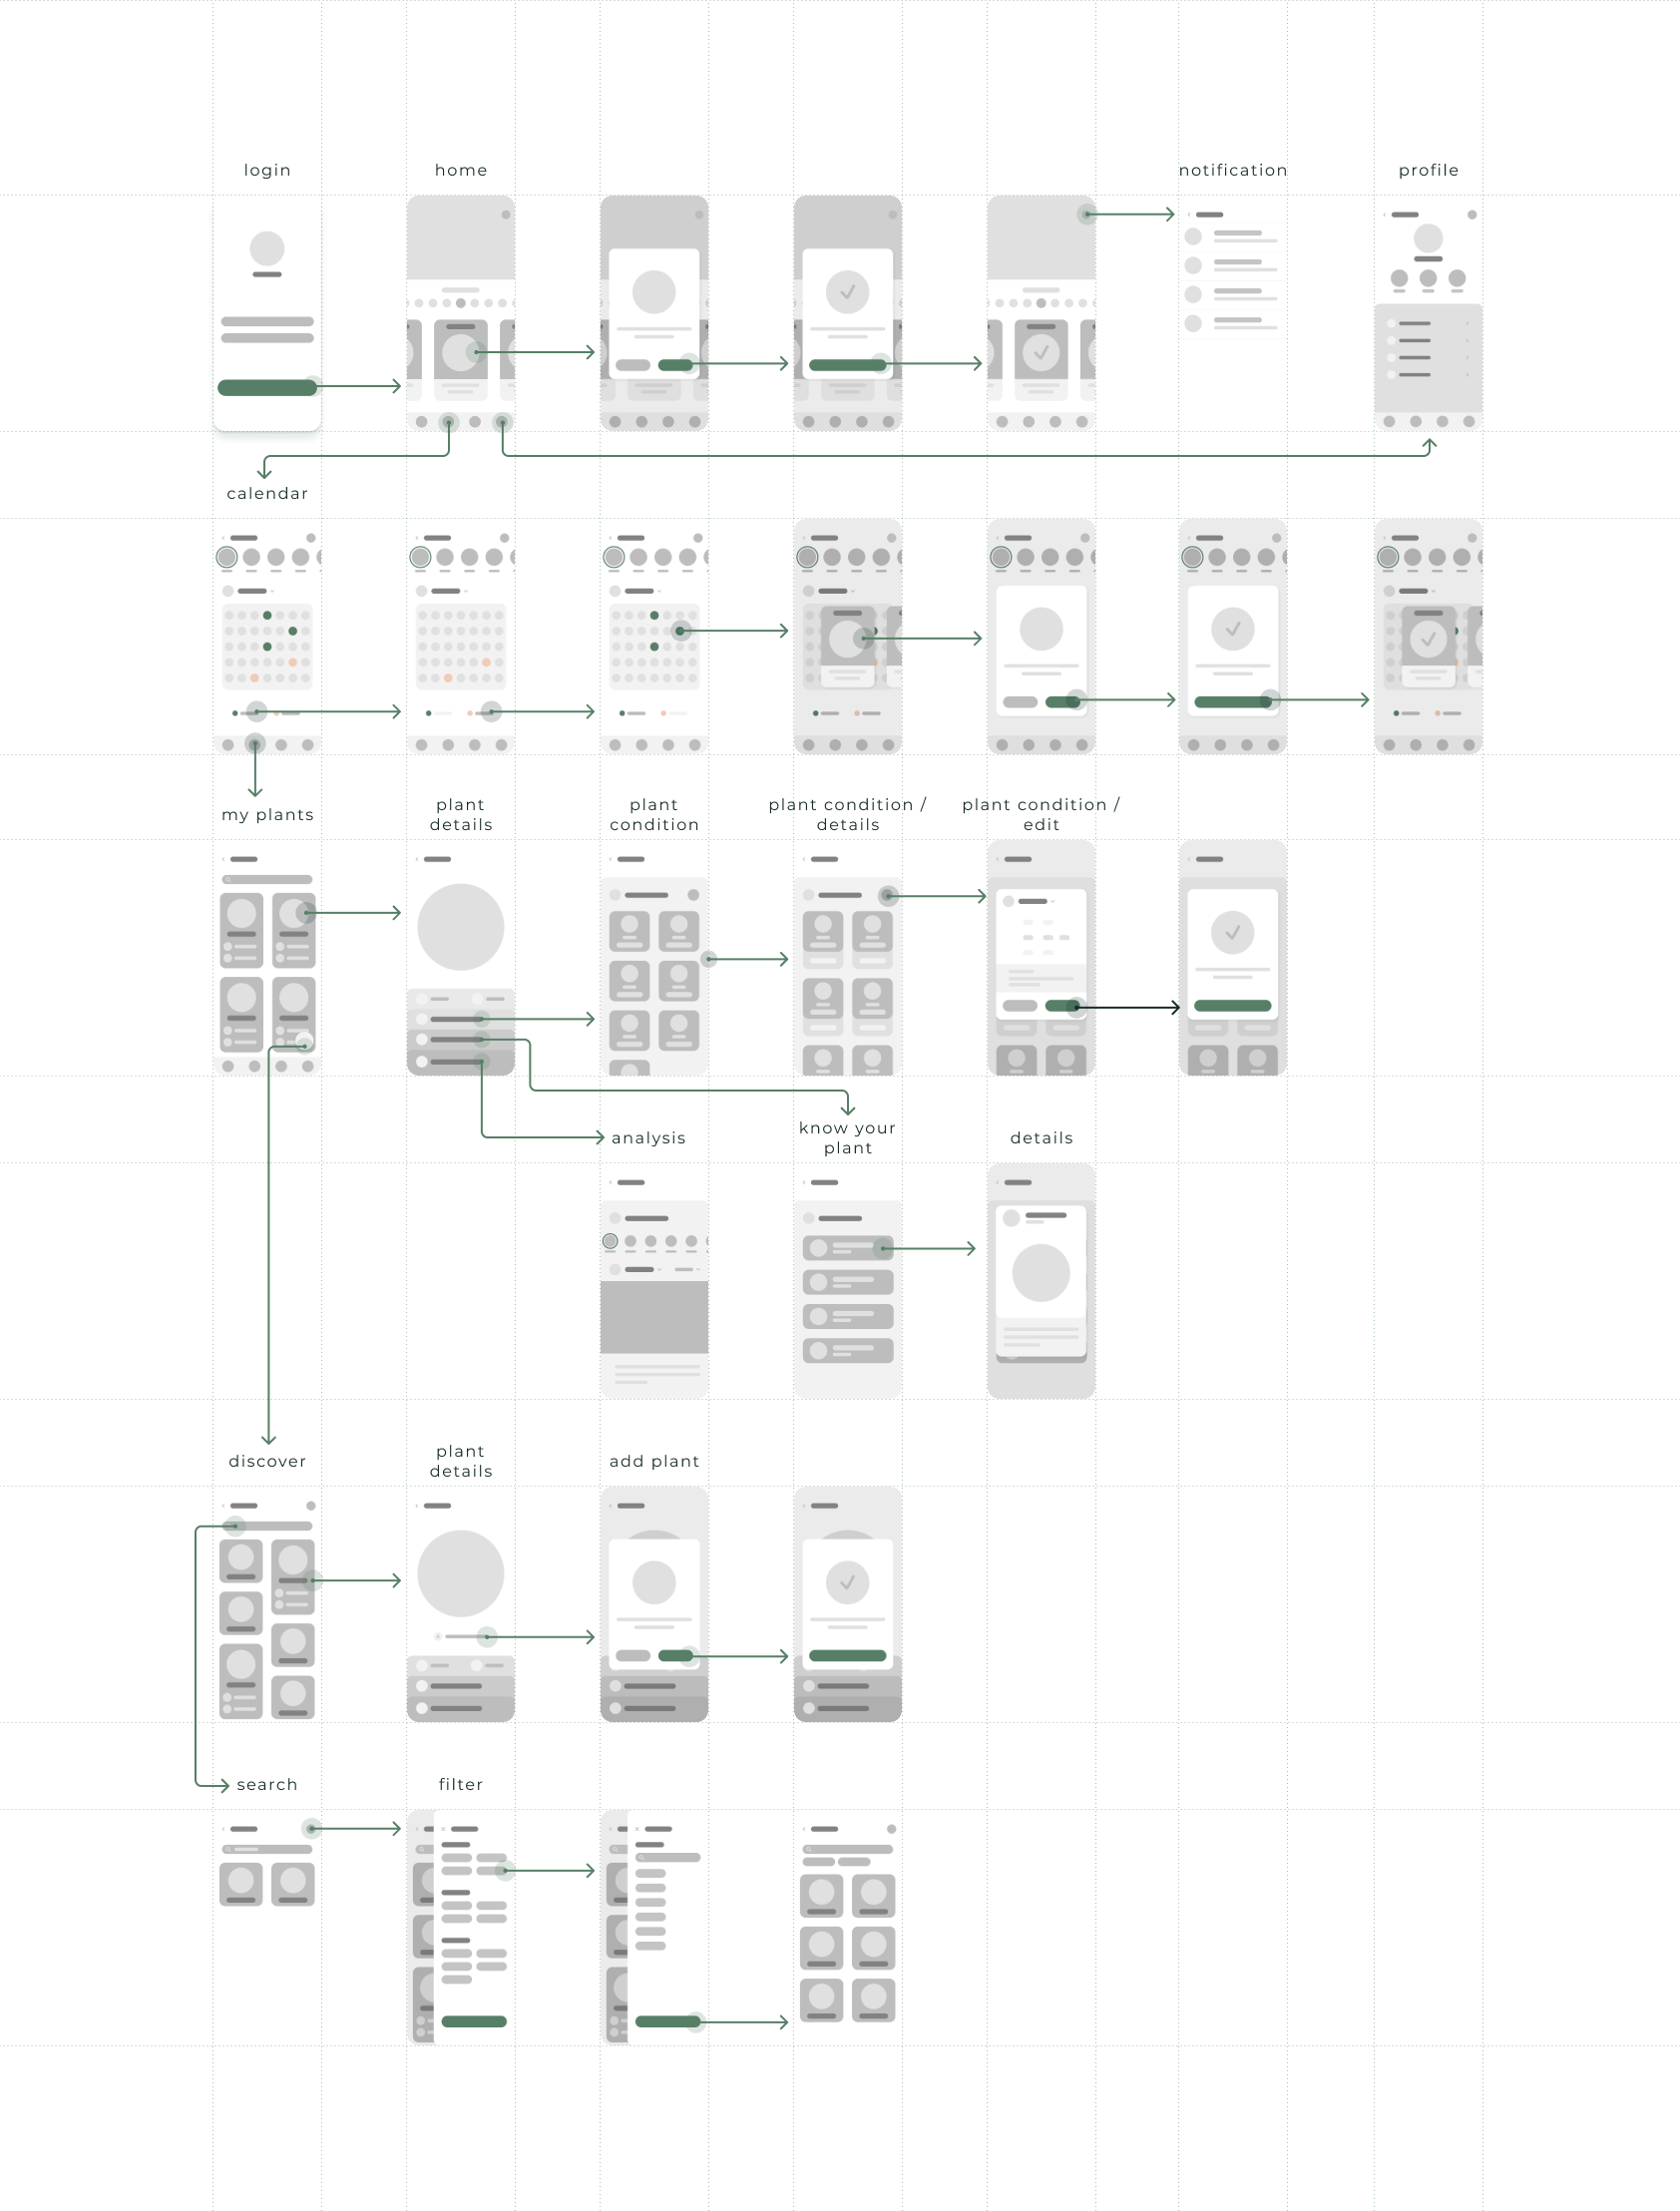 login
home
notification
profile
calendar
my plants
plant
details
plant
condition
plant condition /
details
plant condition /
edit
analysis
know your
plant
details
discover
plant
details
add plant
search
filter